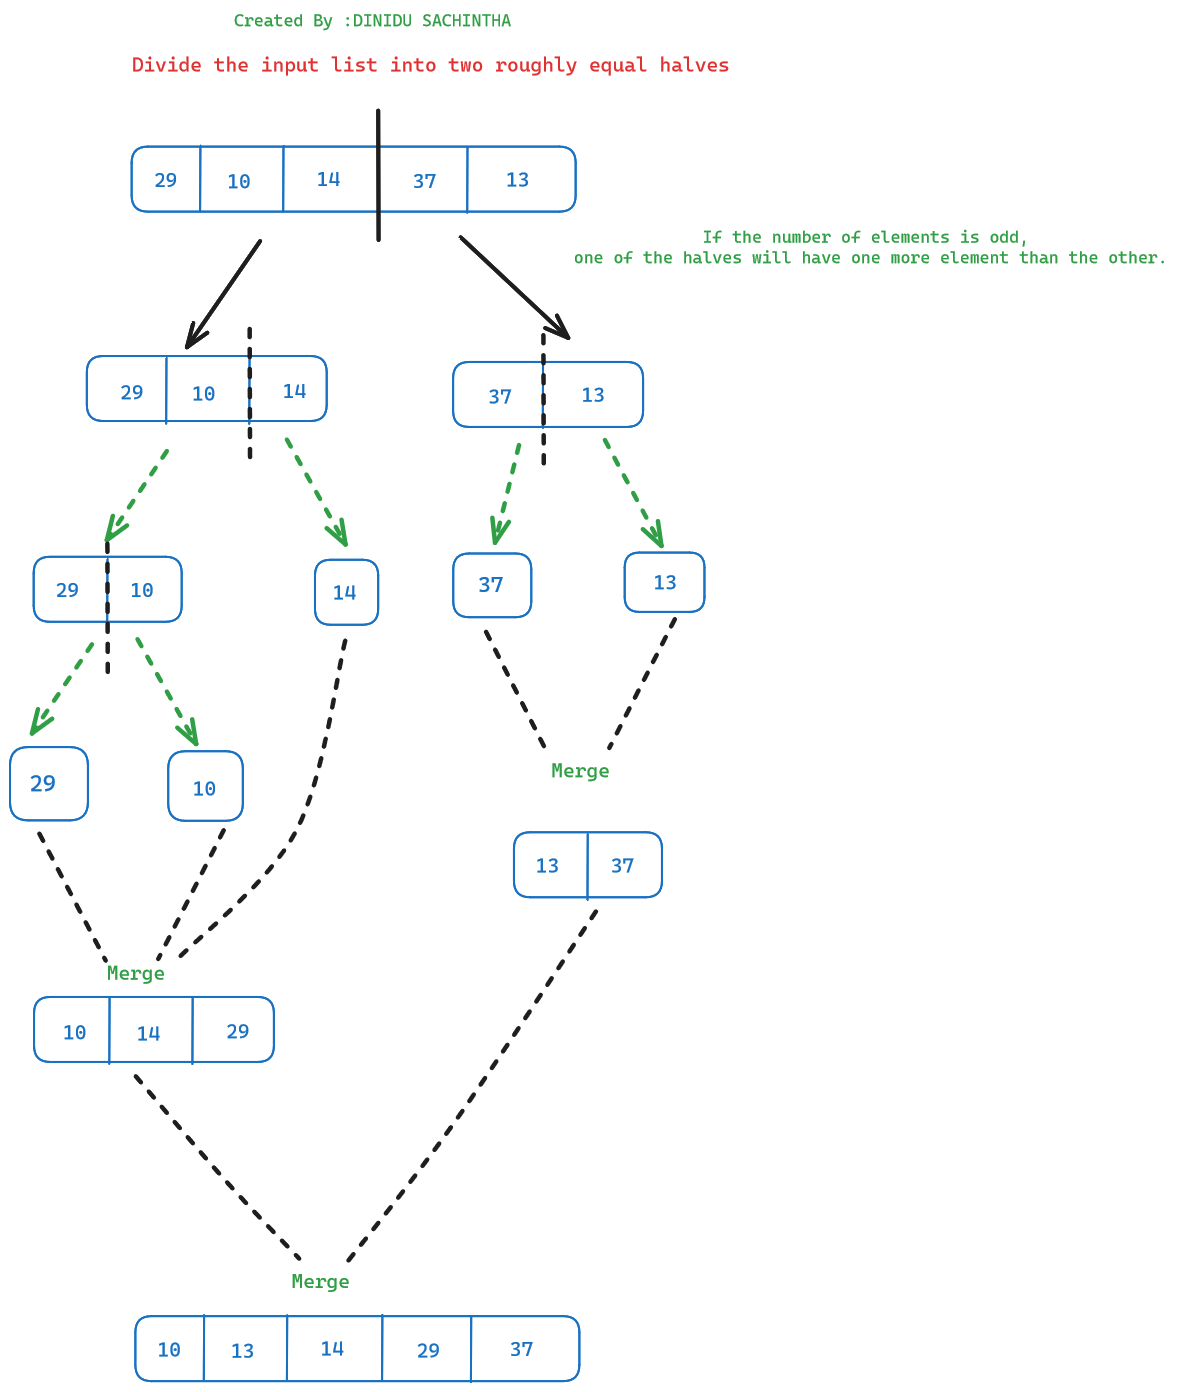 Created By :DINIDU SACHINTHA
Divide the input list into two roughly equal halves
29 10 14 37 13
If the number of elements is odd,
one of the halves will have one more element than the other.
29 10 14 37 13
29 10 14 37 13
29 10
Merge
13 37
Merge
10 14 29
Merge
10 13 14 29 37